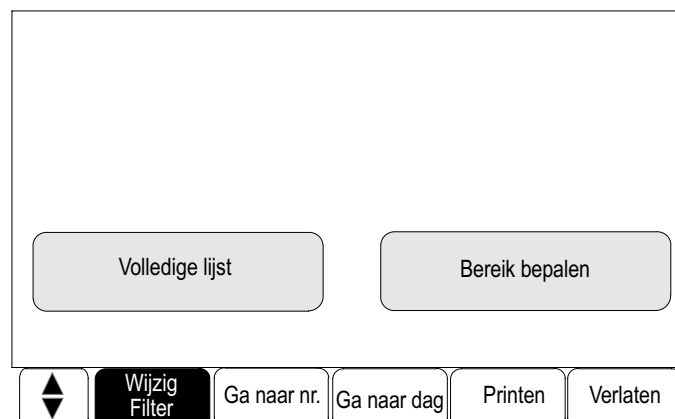 Volledige lijst
Bereik bepalen
Wijzig
Filter
Ga naar nr.
Ga naar dag
Printen
Verlaten